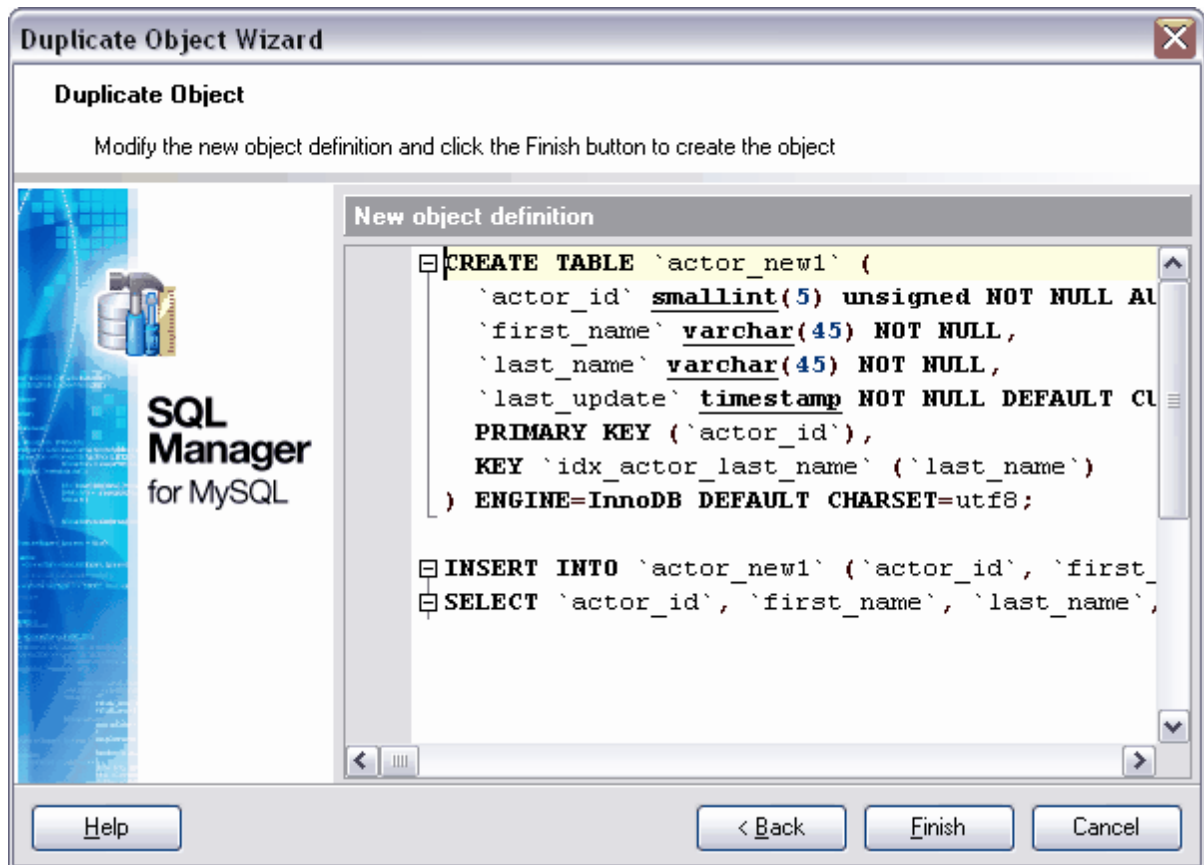 Duplicate Object Wizard
Duplicate Object
Modify the new object definition and click the Finish button to create the object
SQL
Manager
for MySQL
New object definition
CREATE TABLE `actor_new1` (
`actor_id` smallint(5) unsigned NOT NULL AU
`first_name` varchar(45) NOT NULL,
`last_name` varchar(45) NOT NULL,
`last_update` timestamp NOT NULL DEFAULT CU
PRIMARY KEY (`actor_id`),
KEY `idx_actor_last_name` (`last_name`)
) ENGINE=InnoDB DEFAULT CHARSET=utf8;
INSERT INTO `actor_new1` (`actor_id`, `first_
SELECT `actor_id`, `first_name`, `last_name`,
Help
< Back
Finish
Cancel